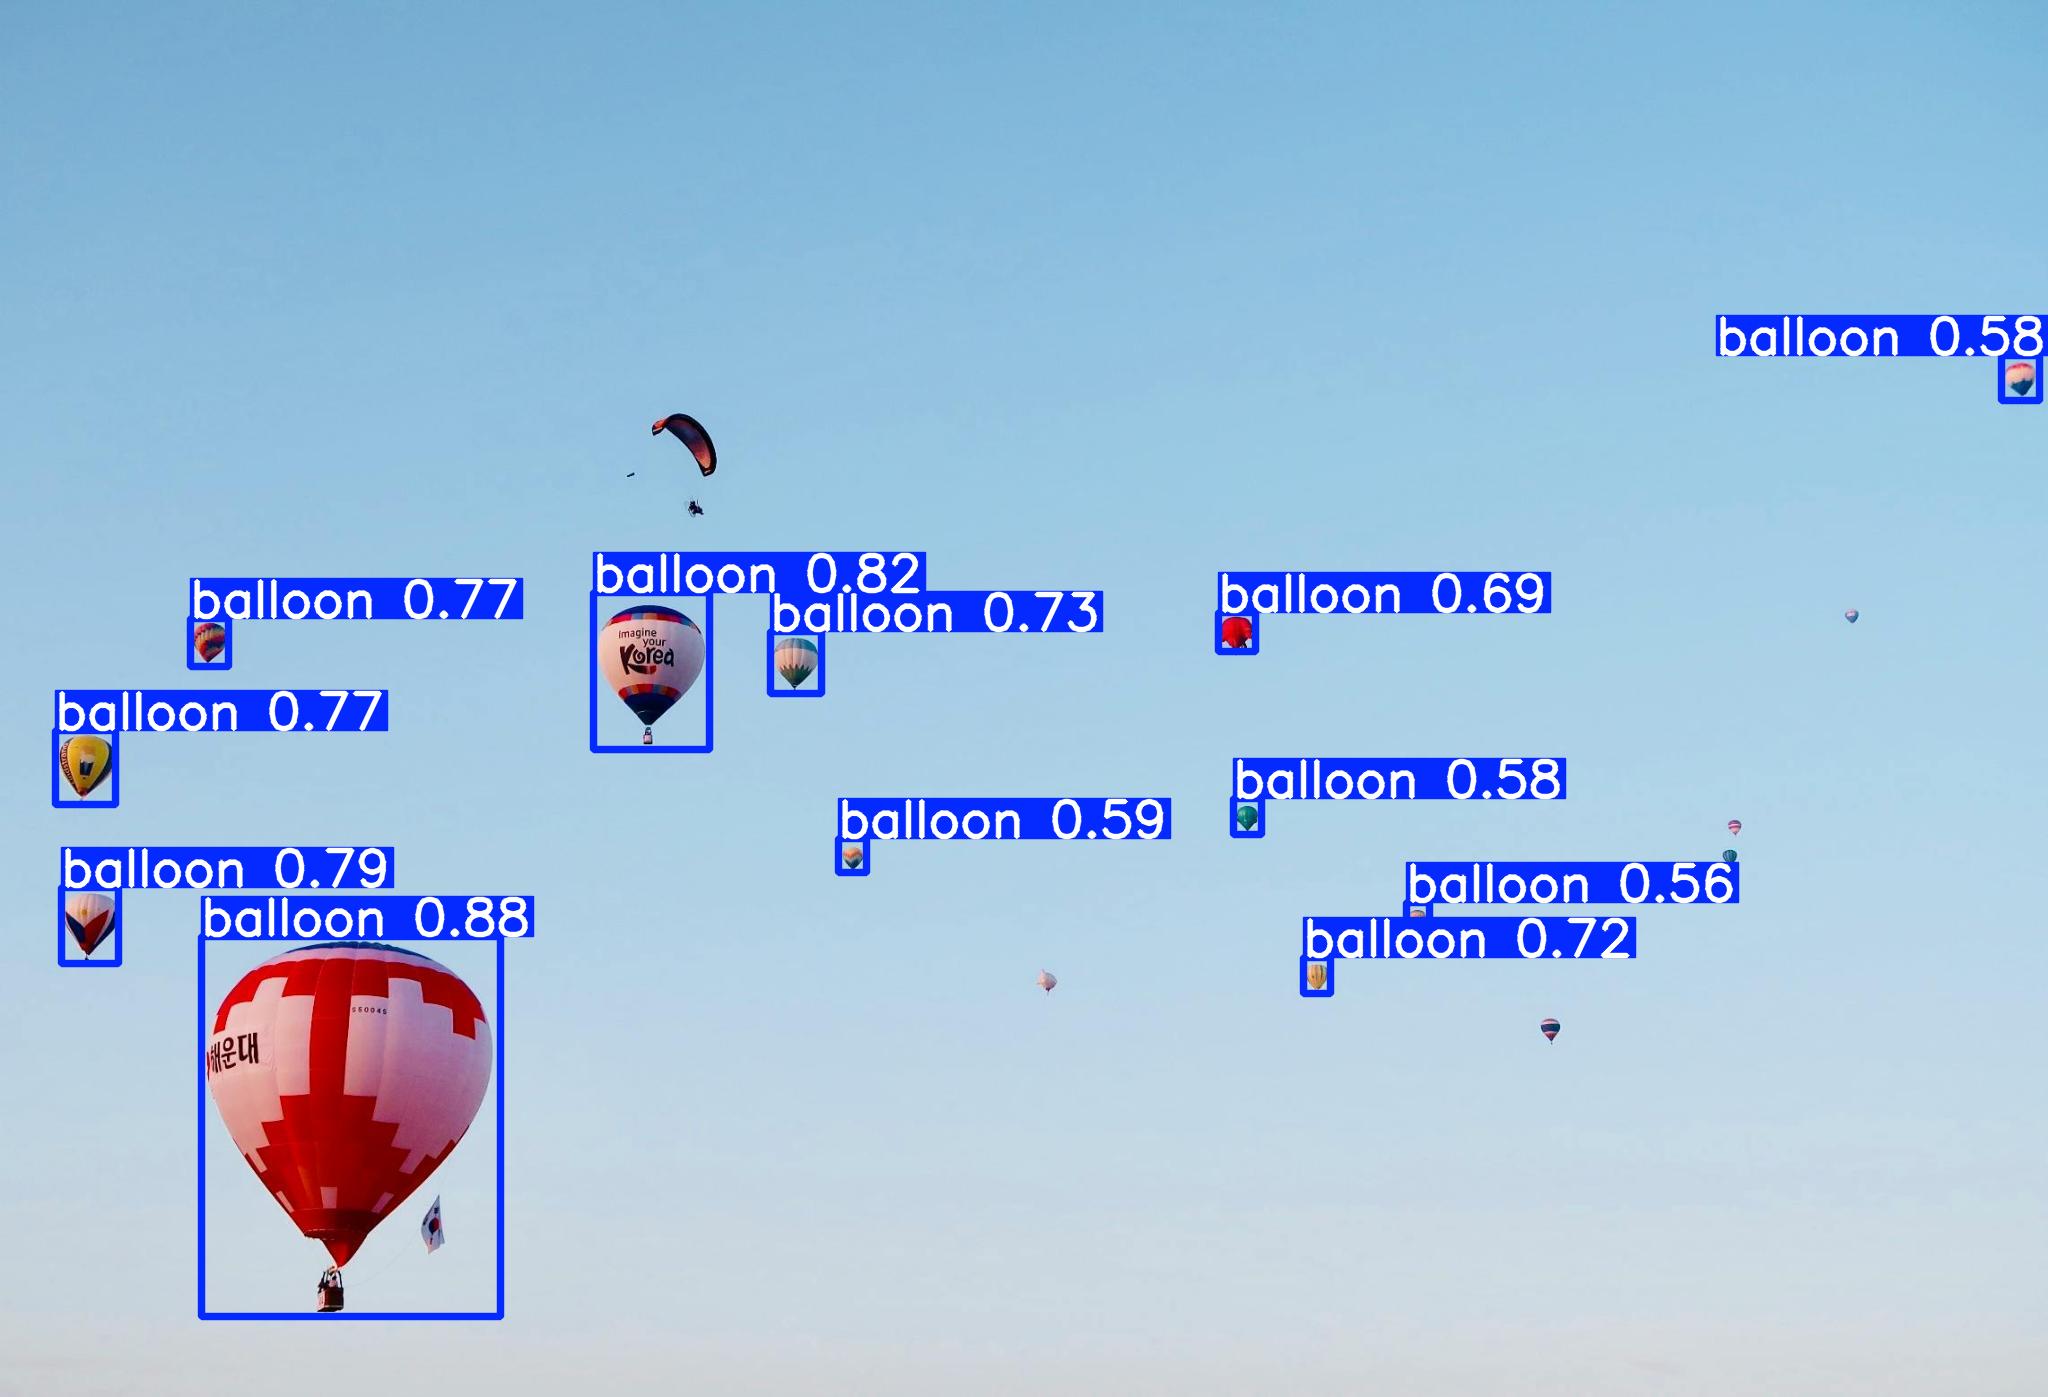 balloon 0.58
balloon 0.82
balloon 0.69
balloon 0.77
balloon 0.73
imagine
your
Korea
balloon 0.77
balloon 0.58
balloon 0.59
balloon 0.79
balloon 0.56
balloon 0.88
balloon 0.72
S60045
해운대